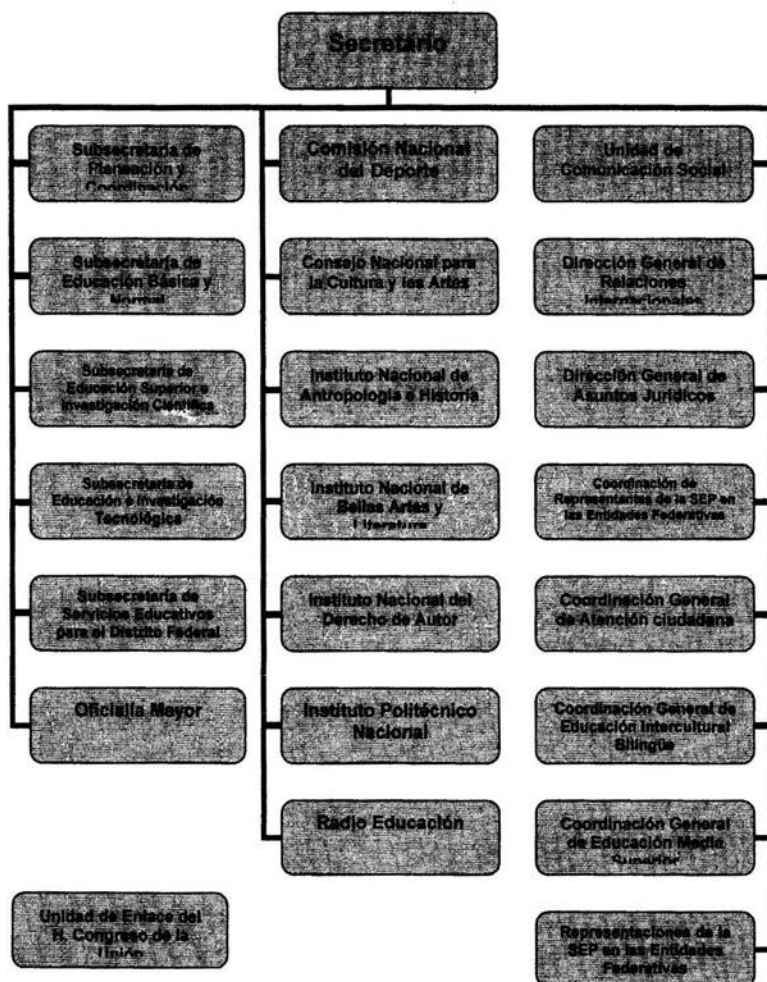 Secretario
Subsecretaría de
Planeación y
Coordinación
Comisión Nacional
del Deporte
Unidad de
Comunicación Social
Subsecretaría de
Educación Básica y
Normal
Consejo Nacional para
la Cultura y las Artes
Dirección General de
Relaciones
Internacionales
Subsecretaría de
Educación Superior e
Investigación Científica
Instituto Nacional de
Antropología e Historia
Dirección General de
Asuntos Jurídicos
Subsecretaría de
Educación e Investigación
Tecnológica
Instituto Nacional de
Bellas Artes y
Literatura
Coordinación de
Representantes de la SEP en
las Entidades Federativas
Subsecretaría de
Servicios Educativos
para el Distrito Federal
Instituto Nacional del
Derecho de Autor
Coordinación General
de Atención ciudadana
Oficialía Mayor
Instituto Politécnico
Nacional
Coordinación General de
Educación Intercultural
Bilingüe
Radio Educación
Coordinación General
de Educación Media
Superior
Unidad de Enlace del
H. Congreso de la
Unión
Representaciones de la
SEP en las Entidades
Federativas